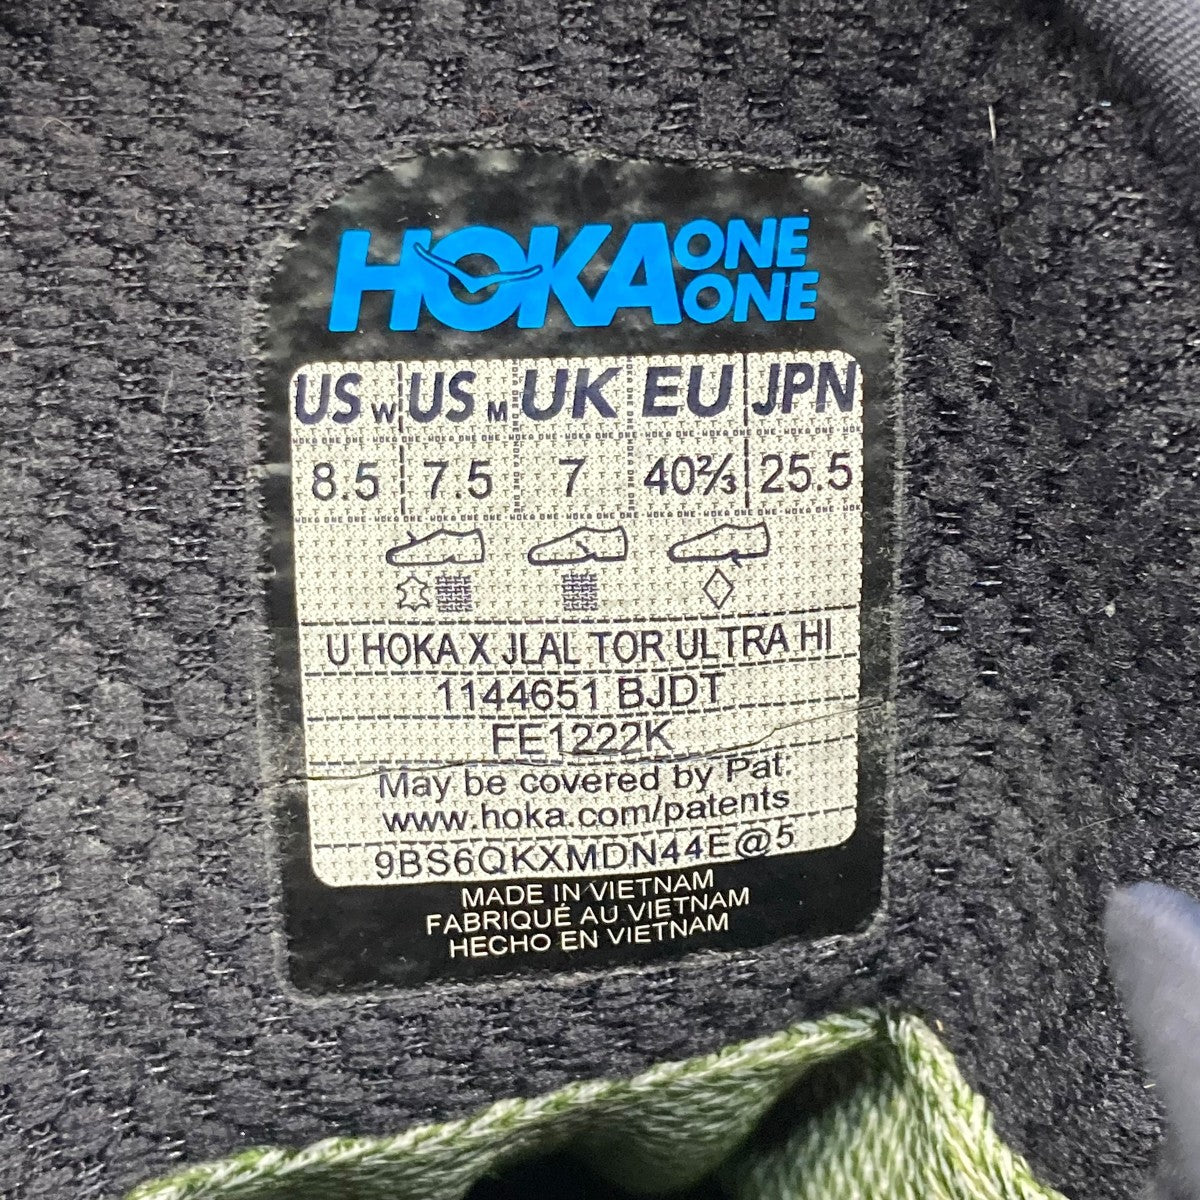 HOKA ONE ONE
US W US M UK EU JPN
8.5 7.5 7 40⅔ 25.5
U HOKA X JLAL TOR ULTRA HI
1144651 BJDT
FE1222K
May be covered by Pat:
www.hoka.com/patents
9BS6QKXMDN44E@5
MADE IN VIETNAM
FABRIQUÉ AU VIETNAM
HECHO EN VIETNAM